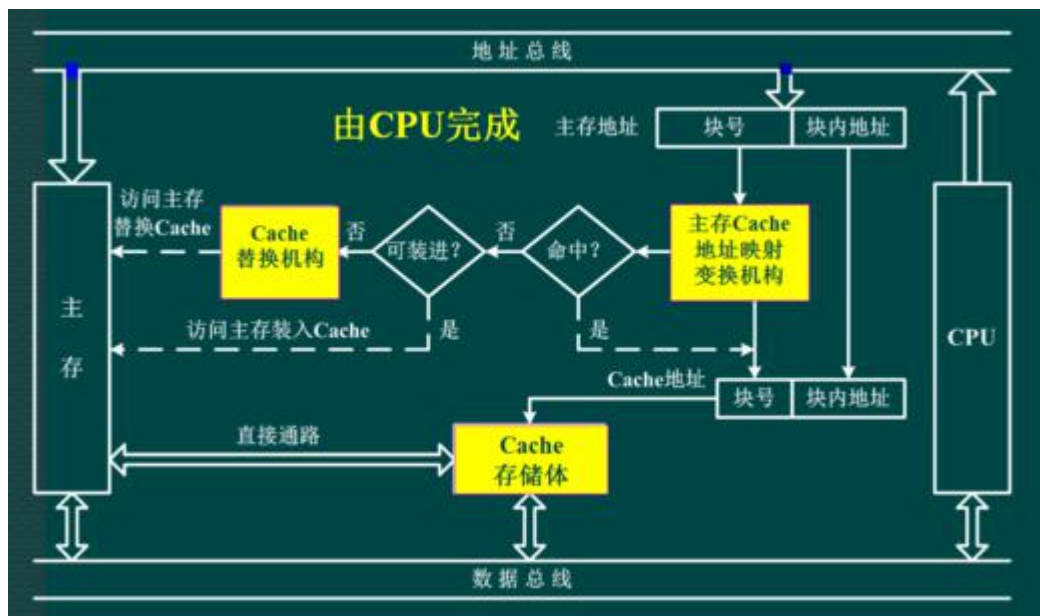 地址总线
由CPU完成
主存地址
块号
块内地址
访问主存
替换Cache
Cache
替换机构
否
可装进？
否
命中？
主存Cache
地址映射
变换机构
主
存
CPU
访问主存装入Cache
是
是
Cache地址
块号
块内地址
直接通路
Cache
存储体
数据总线